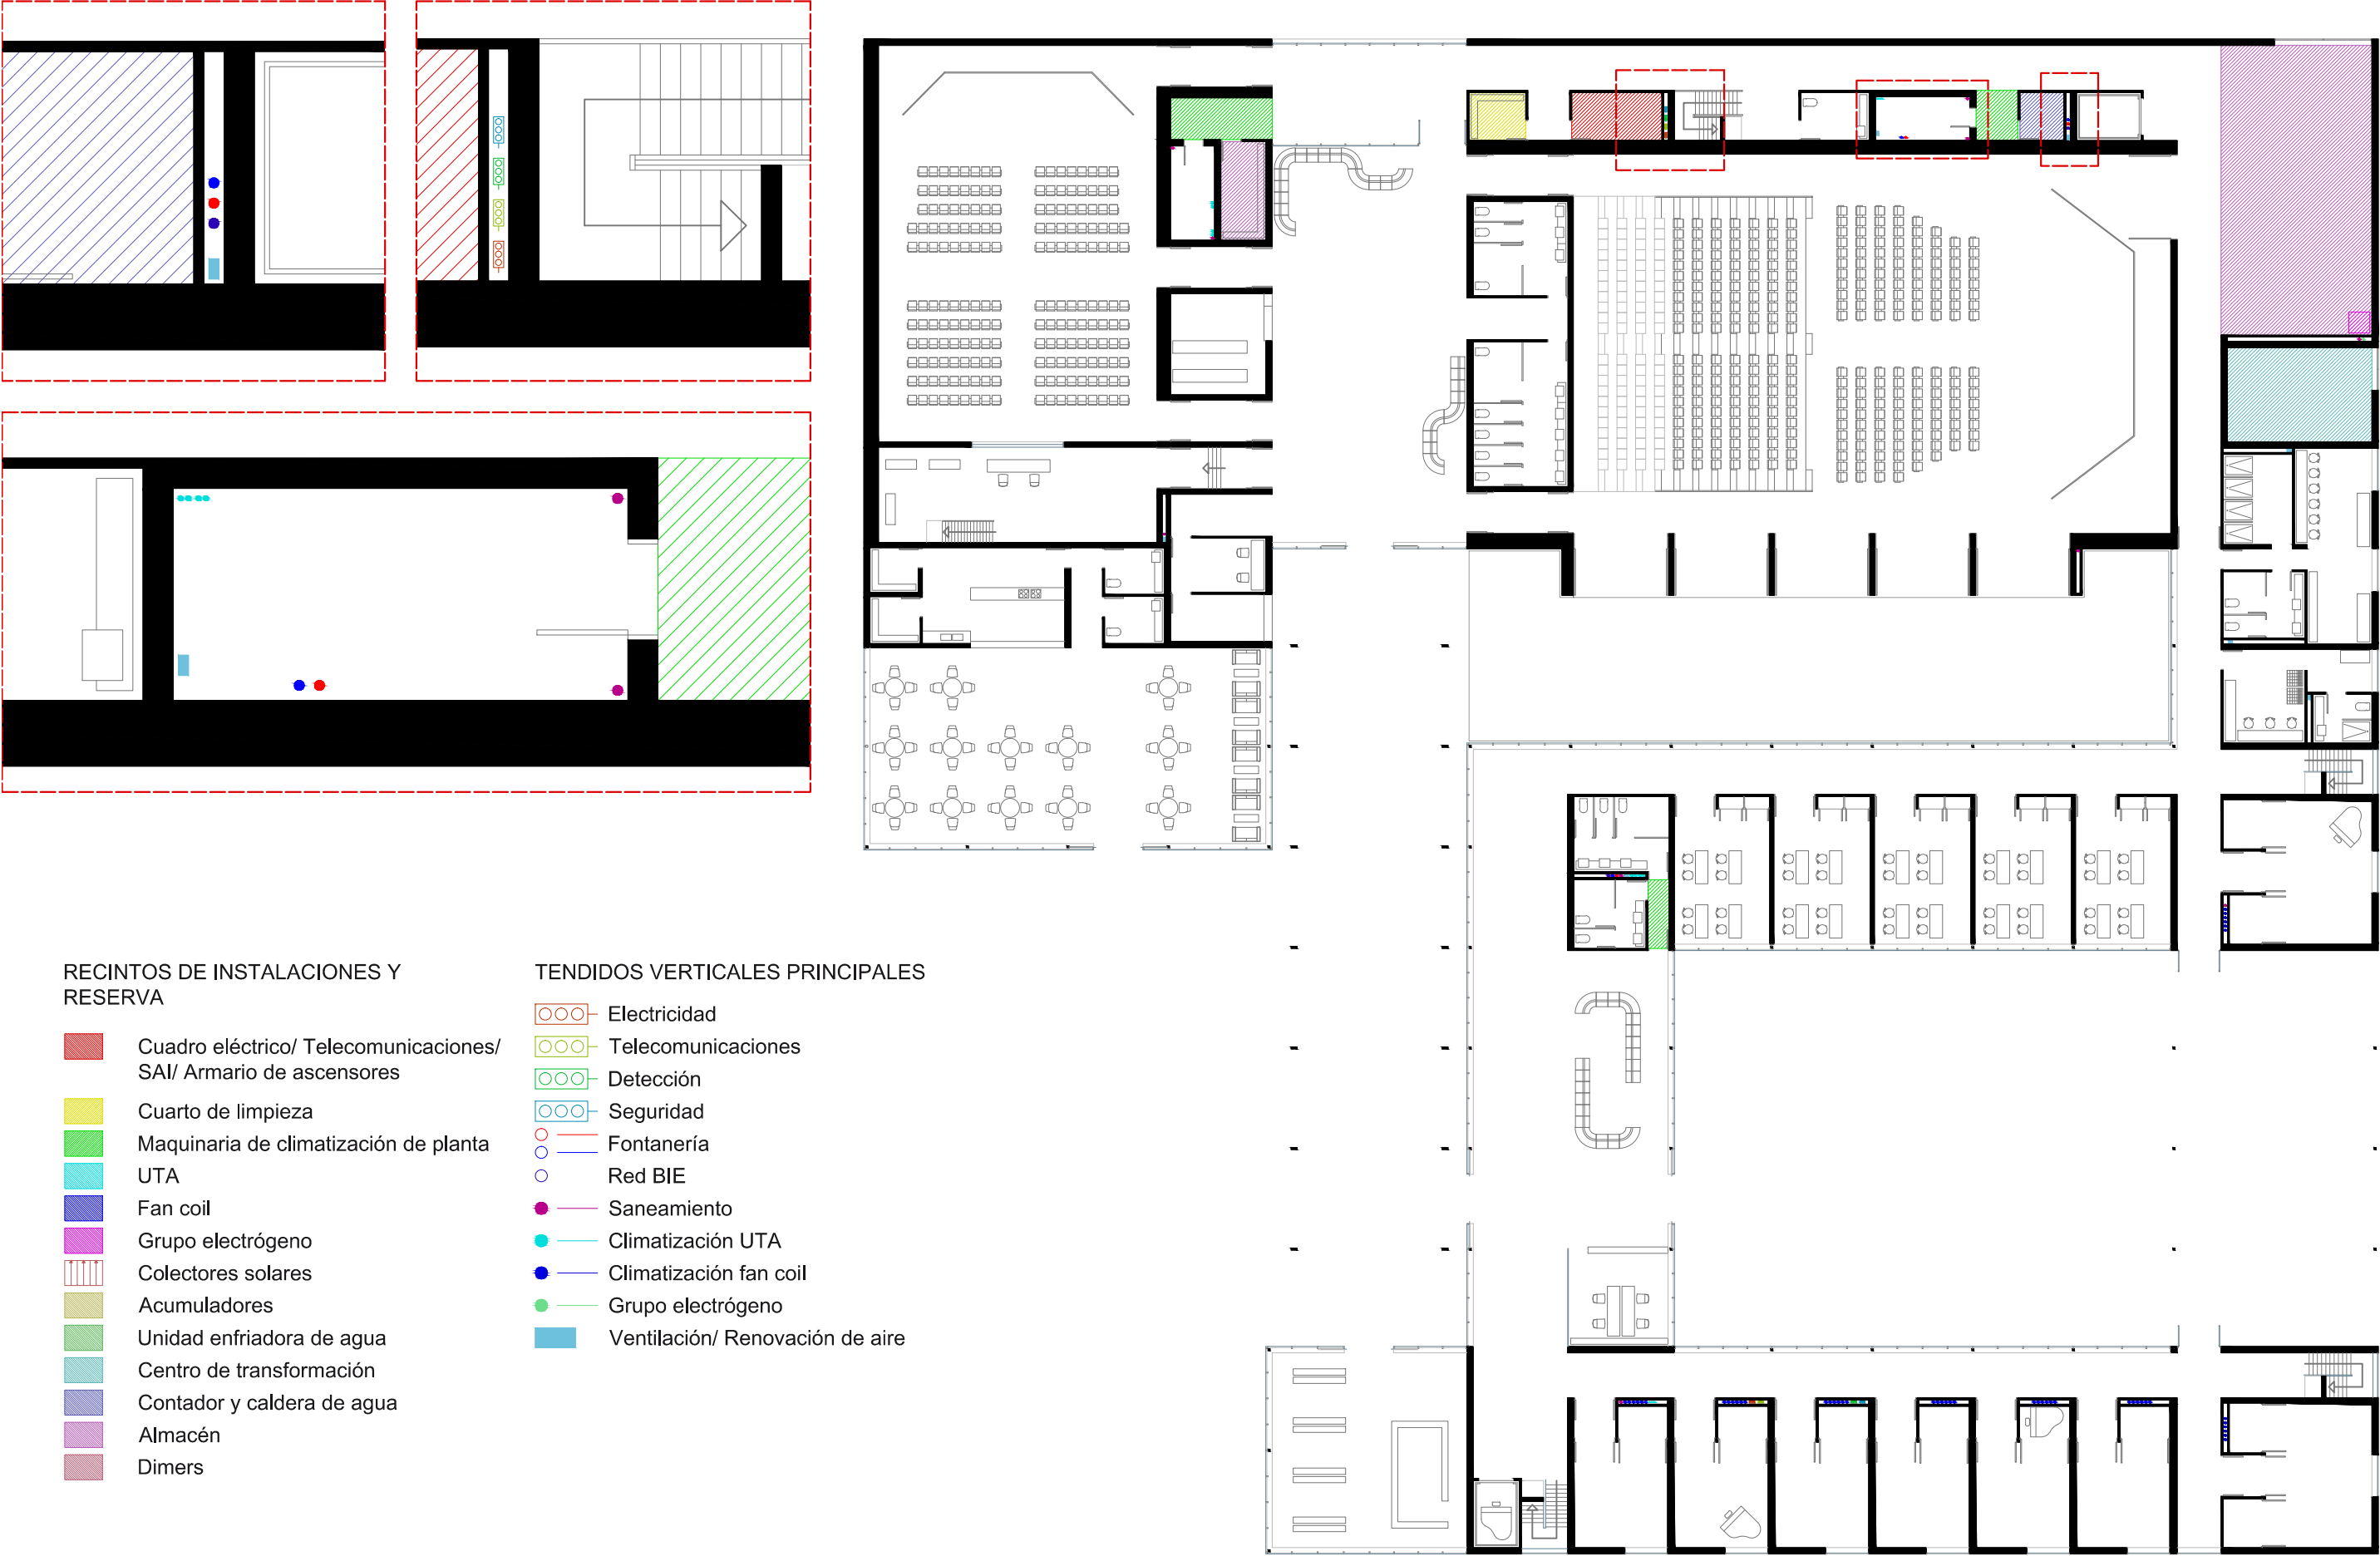 RECINTOS DE INSTALACIONES Y
RESERVA
Cuadro eléctrico/ Telecomunicaciones/
SAI/ Armario de ascensores
Cuarto de limpieza
Maquinaria de climatización de planta
UTA
Fan coil
Grupo electrógeno
Colectores solares
Acumuladores
Unidad enfriadora de agua
Centro de transformación
Contador y caldera de agua
Almacén
Dimers
TENDIDOS VERTICALES PRINCIPALES
Electricidad
Telecomunicaciones
Detección
Seguridad
Fontanería
Red BIE
Saneamiento
Climatización UTA
Climatización fan coil
Grupo electrógeno
Ventilación/ Renovación de aire